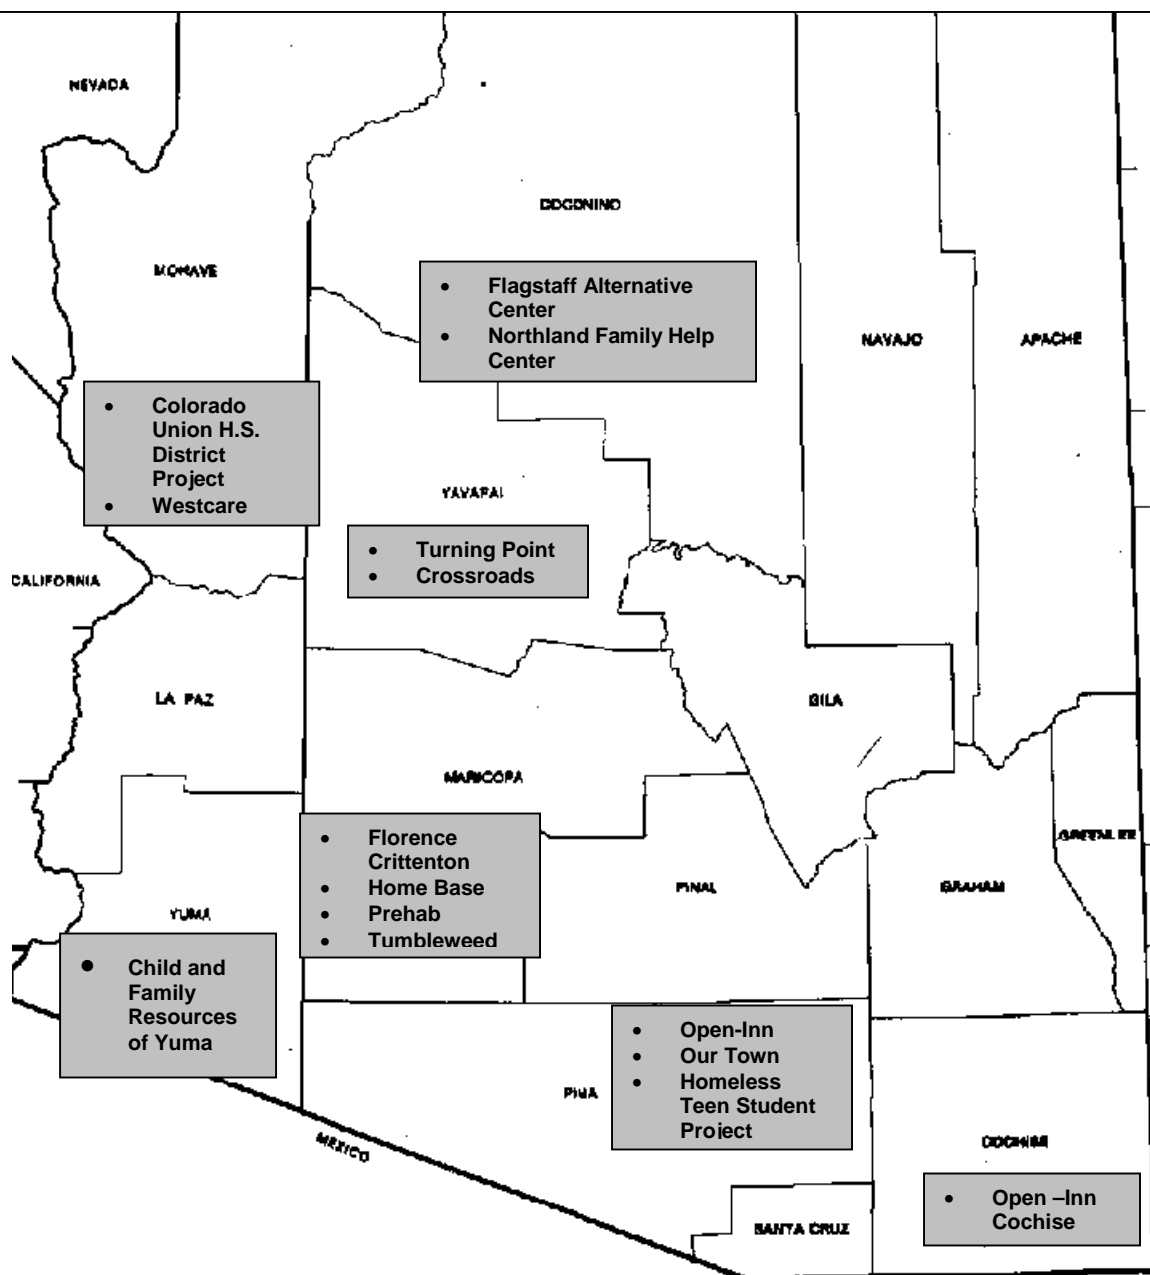 NEVADA
COCONINO
MOHAVE
• Flagstaff Alternative
Center
• Northland Family Help
Center
NAVAJO
APACHE
• Colorado
Union H.S.
District
Project
• Westcare
YAVAPAI
• Turning Point
• Crossroads
CALIFORNIA
LA PAZ
GILA
MARICOPA
• Florence
Crittenton
• Home Base
• Prehab
• Tumbleweed
GREENLEE
PINAL
GRAHAM
YUMA
• Child and
Family
Resources
of Yuma
• Open-Inn
• Our Town
• Homeless
Teen Student
Project
PIMA
MEXICO
COCHISE
• Open –Inn
Cochise
SANTA CRUZ